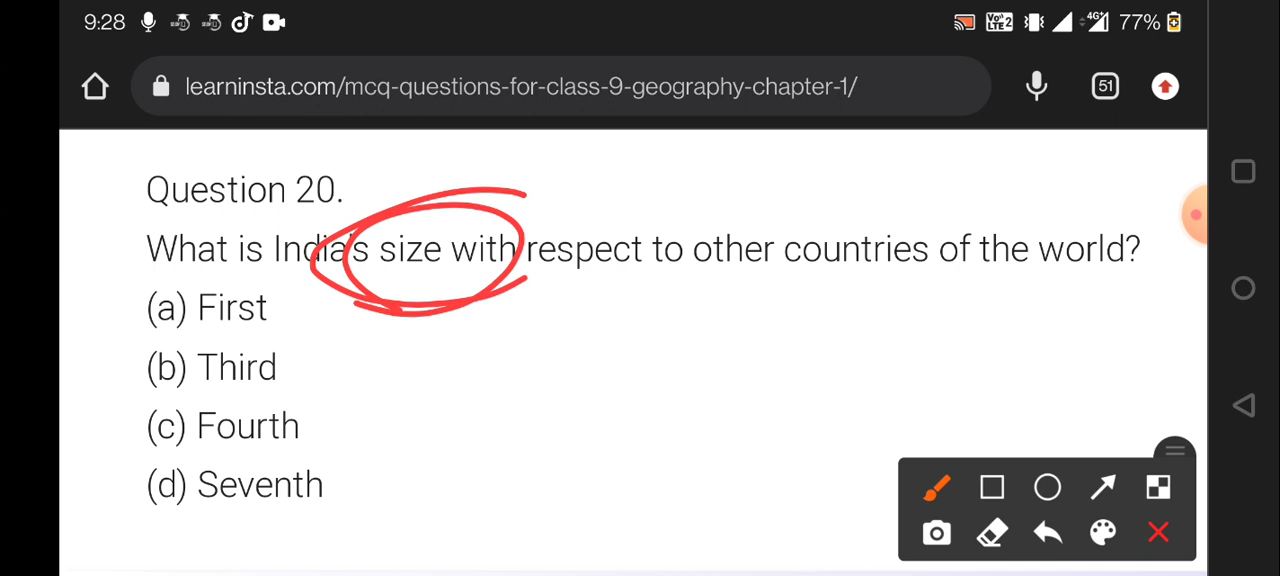 9:28 77%
learninsta.com/mcq-questions-for-class-9-geography-chapter-1/ 51
Question 20.
What is India's size with respect to other countries of the world?
(a) First
(b) Third
(c) Fourth
(d) Seventh